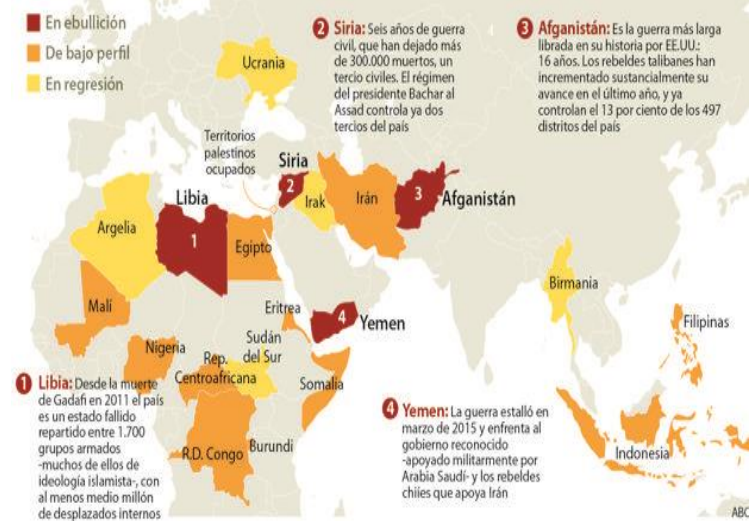 En ebullición
De bajo perfil
En regresión
2 Siria: Seis años de guerra
civil, que han dejado más
de 300.000 muertos, un
tercio civiles. El régimen
del presidente Bachar al
Assad controla ya dos
tercios del país
3 Afganistán: Es la guerra más larga
librada en su historia por EE.UU.:
16 años. Los rebeldes talibanes han
incrementado sustancialmente su
avance en el último año, y ya
controlan el 13 por ciento de los 497
distritos del país
Ucrania
Territorios
palestinos
ocupados
Siria
2
Irak
Irán
3
Afganistán
Libia
1
Argelia
Egipto
Birmania
Malí
Eritrea
4
Yemen
Filipinas
Nigeria
Sudán
del Sur
Rep.
Centroafricana
Somalia
R.D. Congo
Burundi
Indonesia
1 Libia: Desde la muerte
de Gadafi en 2011 el país
es un estado fallido
repartido entre 1.700
grupos armados
-muchos de ellos de
ideología islamista-, con
al menos medio millón
de desplazados internos
4 Yemen: La guerra estalló en
marzo de 2015 y enfrenta al
gobierno reconocido
-apoyado militarmente por
Arabia Saudí- y los rebeldes
chiíes que apoya Irán
ABC